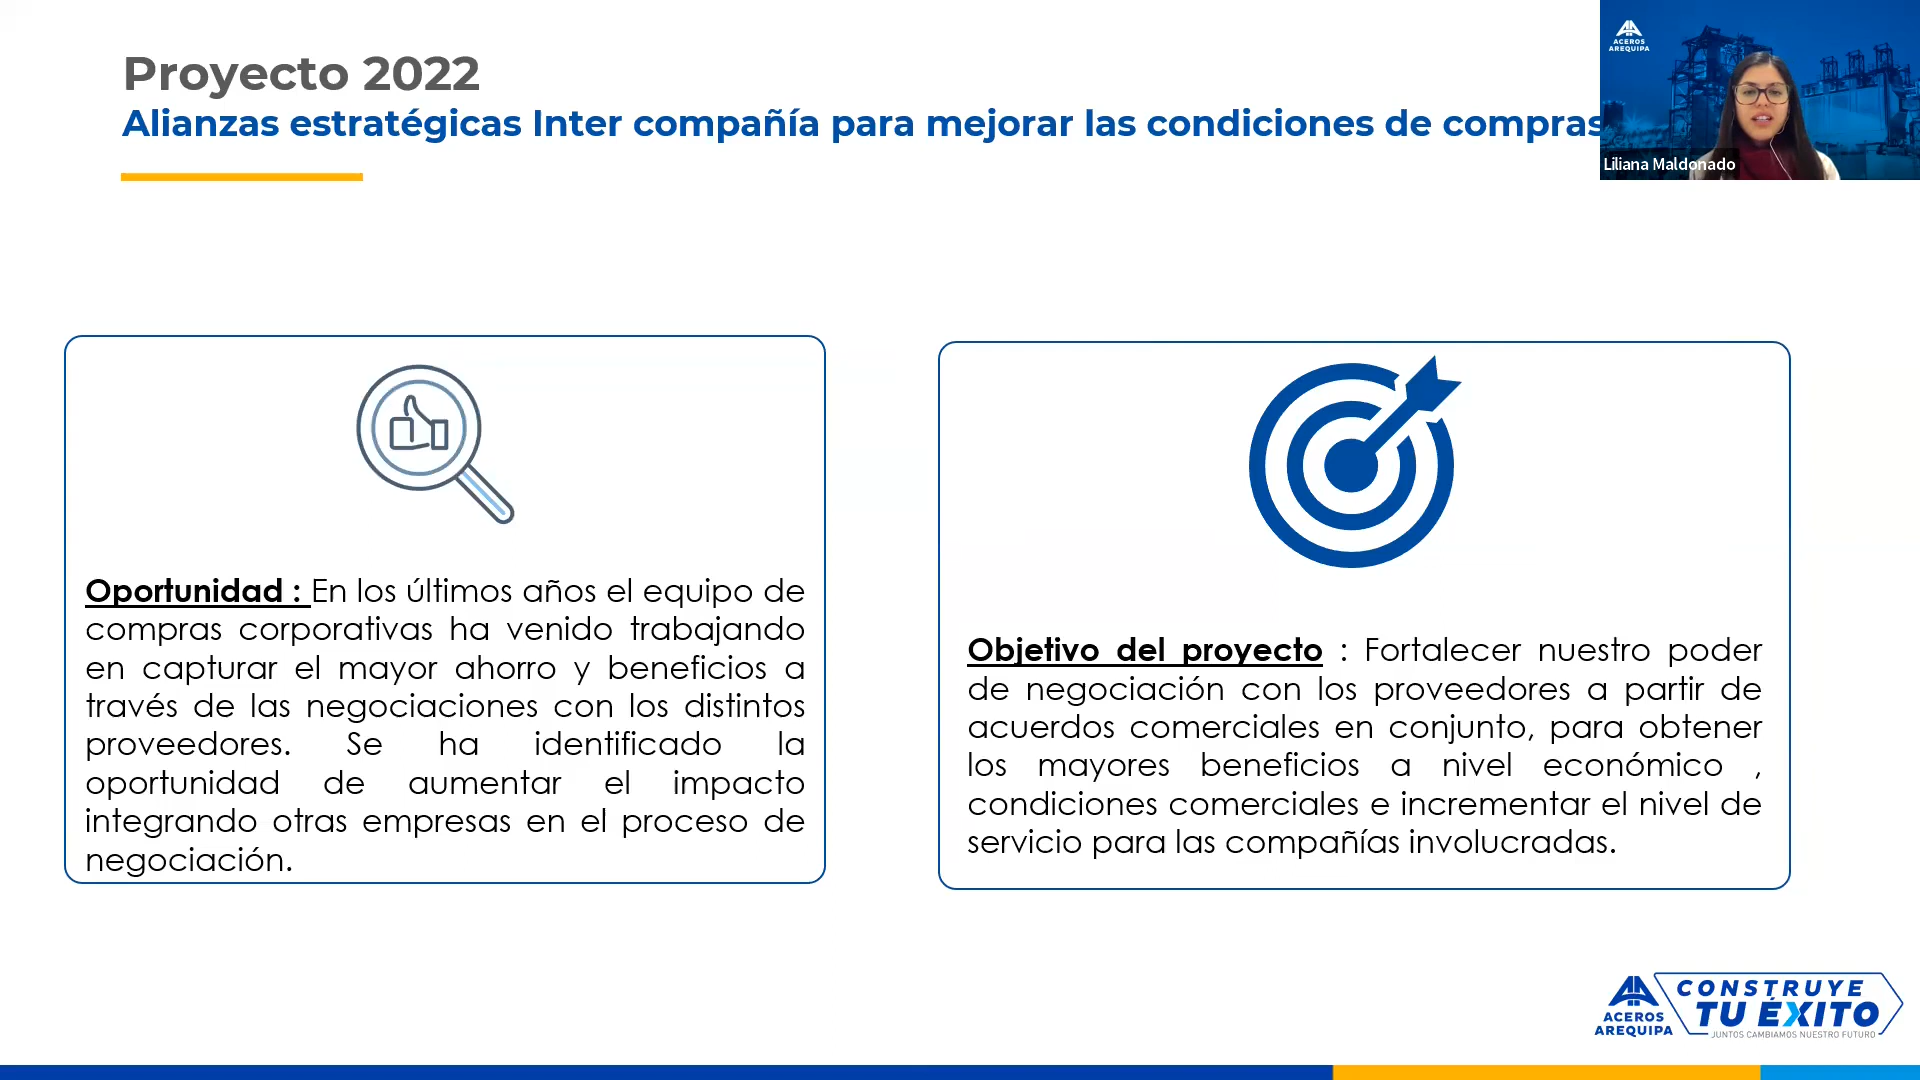 Proyecto 2022
Alianzas estratégicas Inter compañía para mejorar las condiciones de compras
ACEROS
AREQUIPA
Liliana Maldonado
Oportunidad : En los últimos años el equipo de
compras corporativas ha venido trabajando
en capturar el mayor ahorro y beneficios a
través de las negociaciones con los distintos
proveedores. Se ha identificado la
oportunidad de aumentar el impacto
integrando otras empresas en el proceso de
negociación.
Objetivo del proyecto : Fortalecer nuestro poder
de negociación con los proveedores a partir de
acuerdos comerciales en conjunto, para obtener
los mayores beneficios a nivel económico ,
condiciones comerciales e incrementar el nivel de
servicio para las compañías involucradas.
ACEROS
AREQUIPA
CONSTRUYE
TU ÉXITO
JUNTOS CAMBIAMOS NUESTRO FUTURO